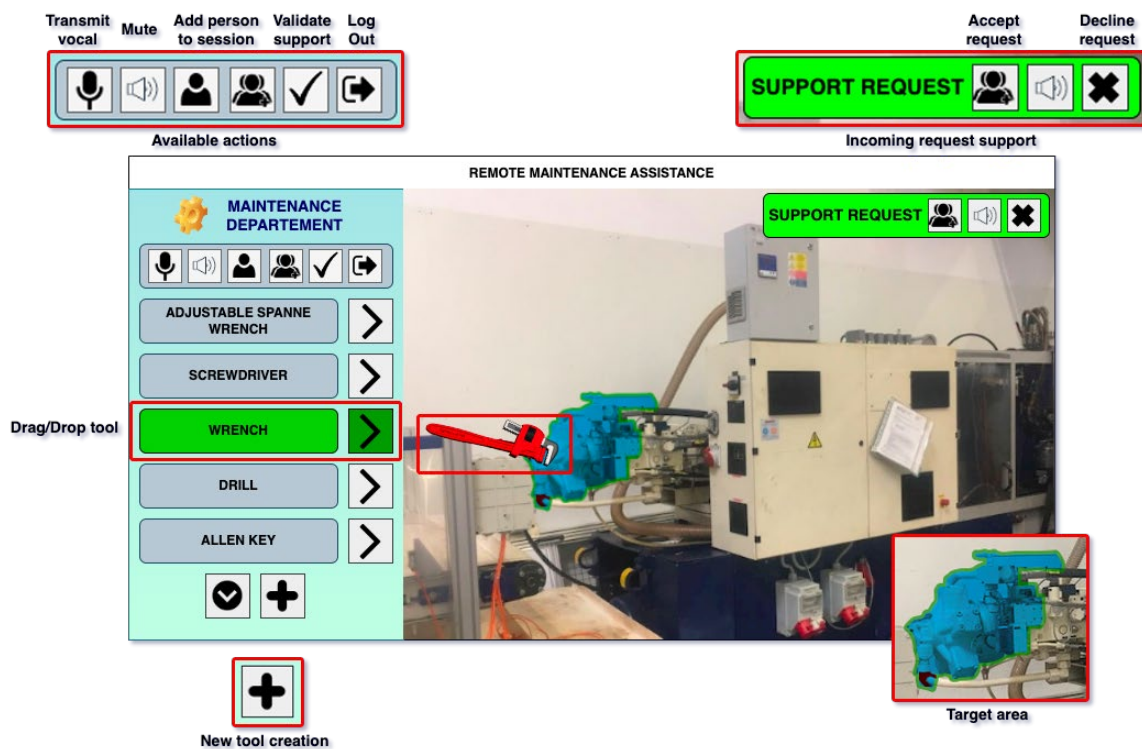 Transmit
vocal
Mute
Add person
to session
Validate
support
Log
Out
Available actions
Accept
request
Decline
request
SUPPORT REQUEST
Incoming request support
REMOTE MAINTENANCE ASSISTANCE
MAINTENANCE
DEPARTEMENT
SUPPORT REQUEST
ADJUSTABLE SPANNE
WRENCH
SCREWDRIVER
Drag/Drop tool
WRENCH
DRILL
ALLEN KEY
New tool creation
Target area